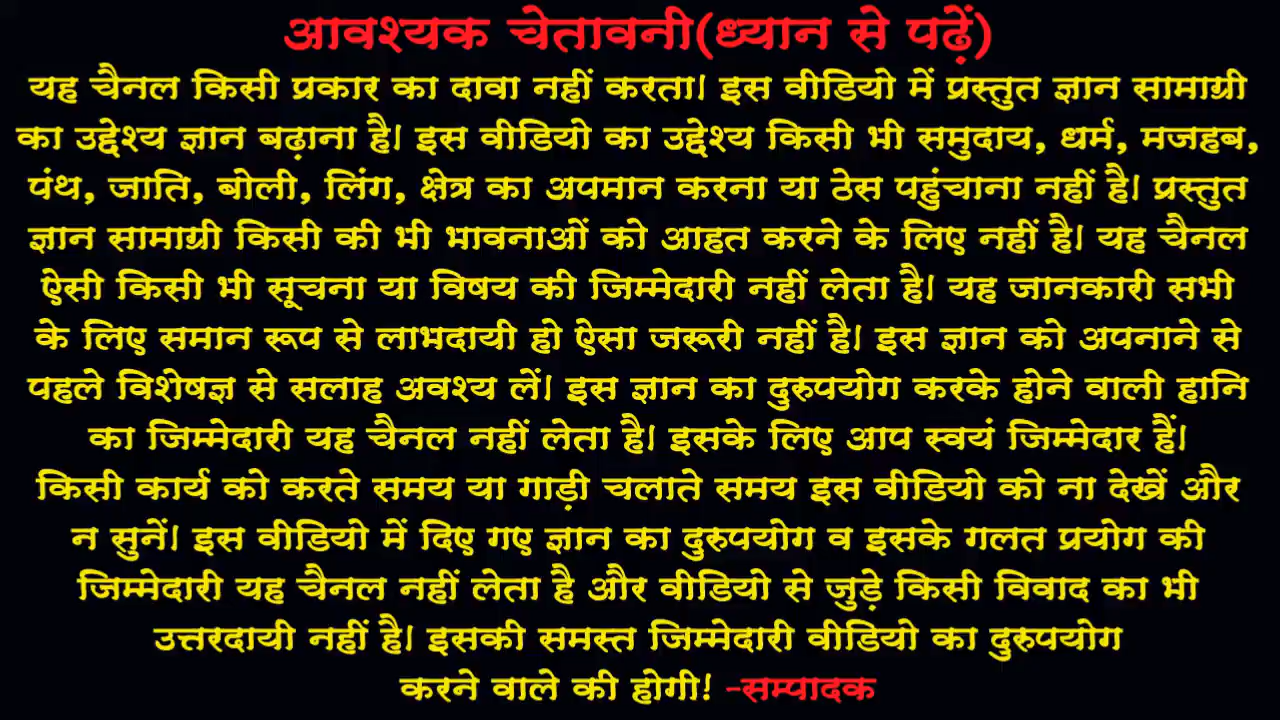 आवश्यक चेतावनी(ध्यान से पढ़ें)
यह चैनल किसी प्रकार का दावा नहीं करता। इस वीडियो में प्रस्तुत ज्ञान सामाग्री
का उद्देश्य ज्ञान बढ़ाना है। इस वीडियो का उद्देश्य किसी भी समुदाय, धर्म, मजहब,
पंथ, जाति, बोली, लिंग, क्षेत्र का अपमान करना या ठेस पहुंचाना नहीं है। प्रस्तुत
ज्ञान सामाग्री किसी की भी भावनाओं को आहत करने के लिए नहीं है। यह चैनल
ऐसी किसी भी सूचना या विषय की जिम्मेदारी नहीं लेता है। यह जानकारी सभी
के लिए समान रूप से लाभदायी हो ऐसा जरूरी नहीं है। इस ज्ञान को अपनाने से
पहले विशेषज्ञ से सलाह अवश्य लें। इस ज्ञान का दुरुपयोग करके होने वाली हानि
का जिम्मेदारी यह चैनल नहीं लेता है। इसके लिए आप स्वयं जिम्मेदार हैं।
किसी कार्य को करते समय या गाड़ी चलाते समय इस वीडियो को ना देखें और
न सुनें। इस वीडियो में दिए गए ज्ञान का दुरुपयोग व इसके गलत प्रयोग की
जिम्मेदारी यह चैनल नहीं लेता है और वीडियो से जुड़े किसी विवाद का भी
उत्तरदायी नहीं है। इसकी समस्त जिम्मेदारी वीडियो का दुरुपयोग
करने वाले की होगी! -सम्पादक